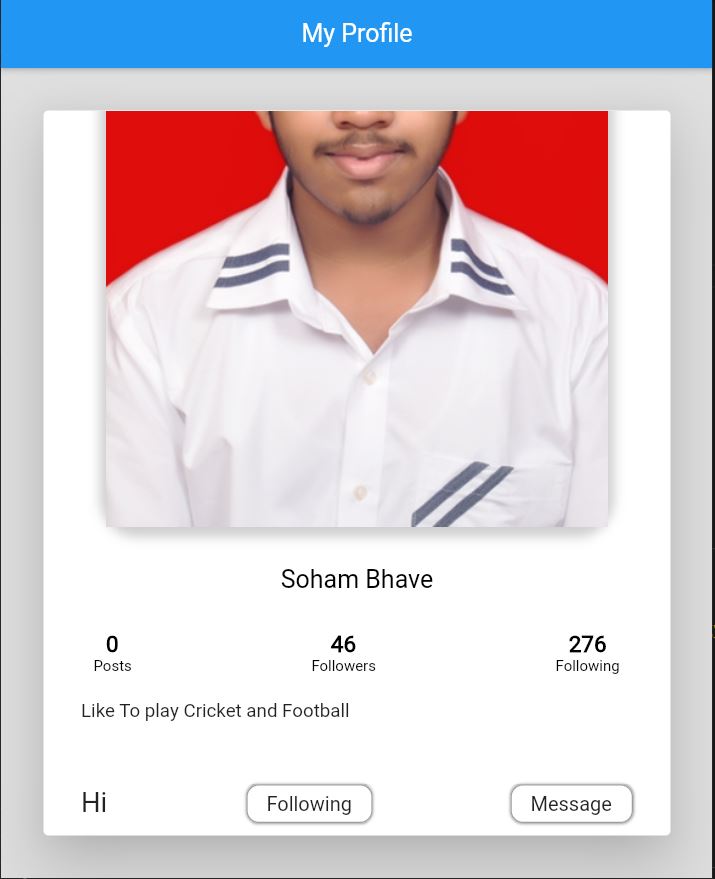 My Profile
Soham Bhave
0 46 276
Posts Followers Following
Like To play Cricket and Football
Hi Following Message